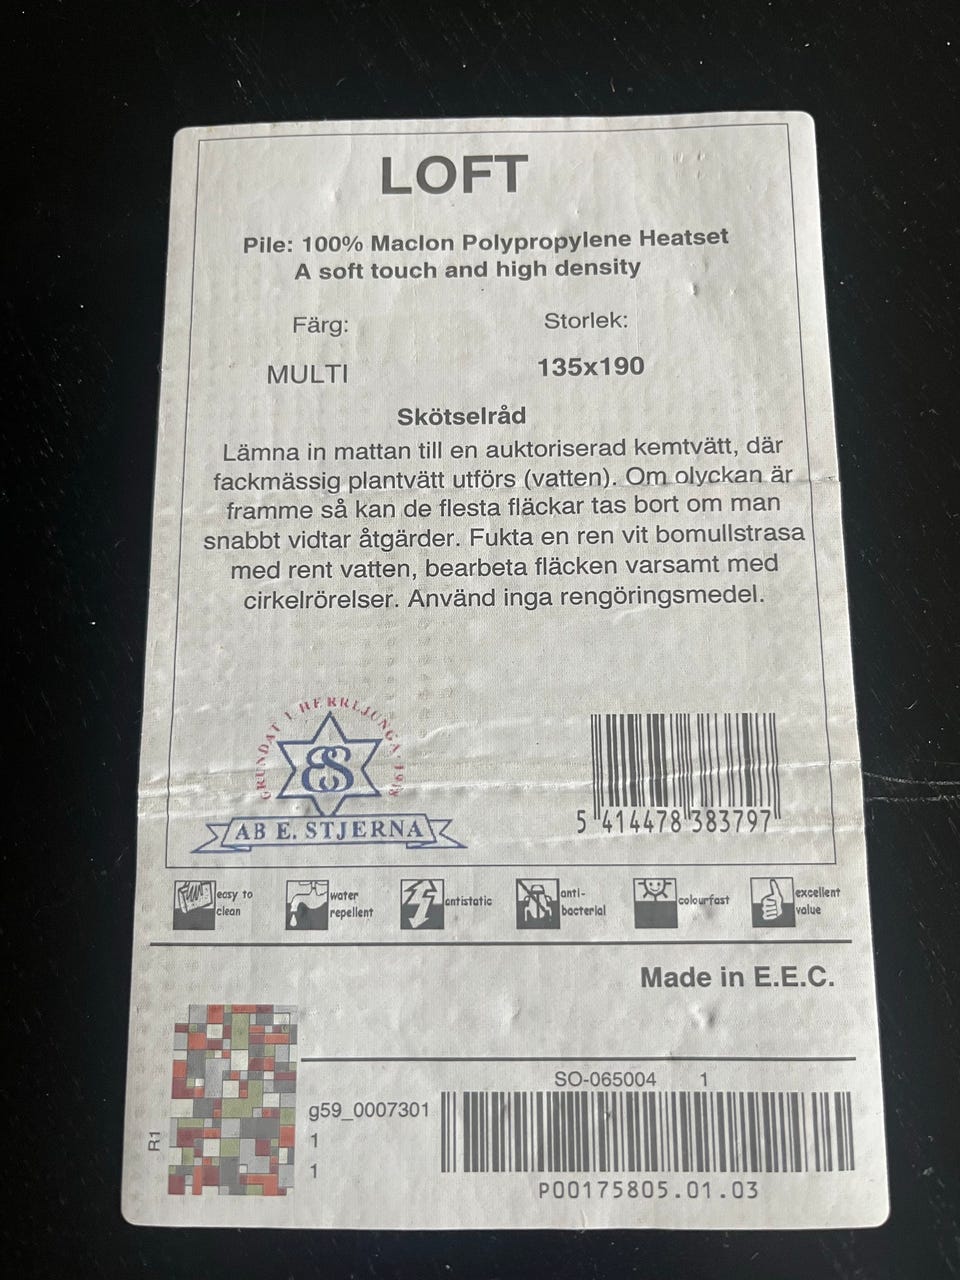 LOFT
Pile: 100% Maclon Polypropylene Heatset
A soft touch and high density
Färg:
Storlek:
MULTI
135x190
Skötselråd
Lämna in mattan till en auktoriserad kemtvätt, där
fackmässig plantvätt utförs (vatten). Om olyckan är
framme så kan de flesta fläckar tas bort om man
snabbt vidtar åtgärder. Fukta en ren vit bomullstrasa
med rent vatten, bearbeta fläcken varsamt med
cirkelrörelser. Använd inga rengöringsmedel.
GRUNDAT I HERRLJUNGA 1918
ES
AB E. STJERNA
5 414478 383797
easy to
clean
water
repellent
antistatic
anti-
bacterial
colourfast
excellent
value
Made in E.E.C.
SO-065004 1
g59_0007301
1
1
R1
P00175805.01.03